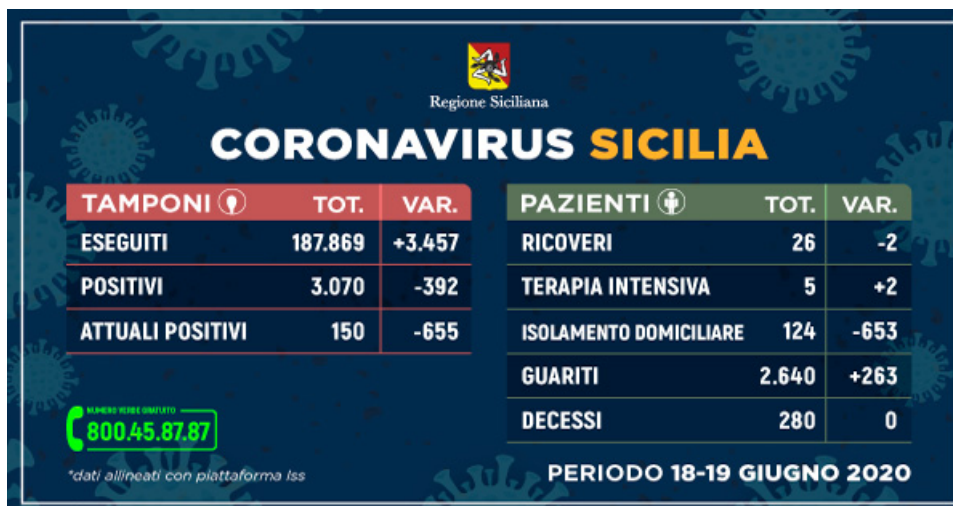 Regione Siciliana
CORONAVIRUS SICILIA
TAMPONI TOT. VAR.
ESEGUITI 187.869 +3.457
POSITIVI 3.070 -392
ATTUALI POSITIVI 150 -655
PAZIENTI TOT. VAR.
RICOVERI 26 -2
TERAPIA INTENSIVA 5 +2
ISOLAMENTO DOMICILIARE 124 -653
GUARITI 2.640 +263
DECESSI 280 0
NUMERO VERDE GRATUITO
800.45.87.87
*dati allineati con piattaforma Iss
PERIODO 18-19 GIUGNO 2020